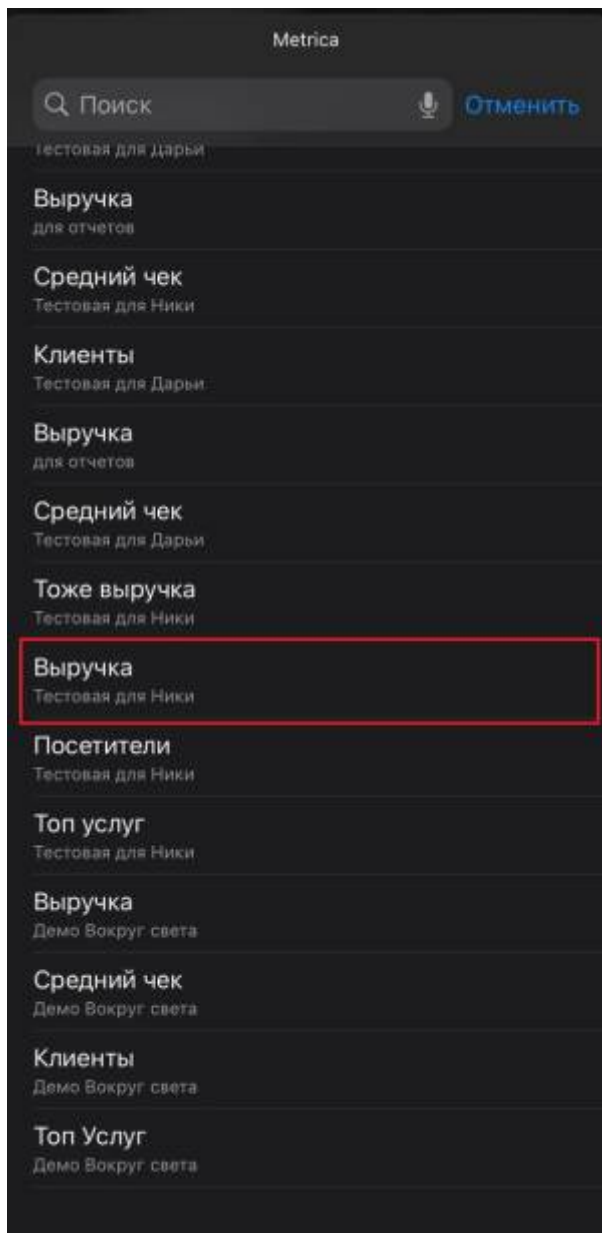 Metrica
Поиск
Отменить
Тестовая для Дарьи
Выручка
для отчетов
Средний чек
Тестовая для Ники
Клиенты
Тестовая для Дарьи
Выручка
для отчетов
Средний чек
Тестовая для Дарьи
Тоже выручка
Тестовая для Ники
Выручка
Тестовая для Ники
Посетители
Тестовая для Ники
Топ услуг
Тестовая для Ники
Выручка
Демо Вокруг света
Средний чек
Демо Вокруг света
Клиенты
Демо Вокруг света
Топ Услуг
Демо Вокруг света